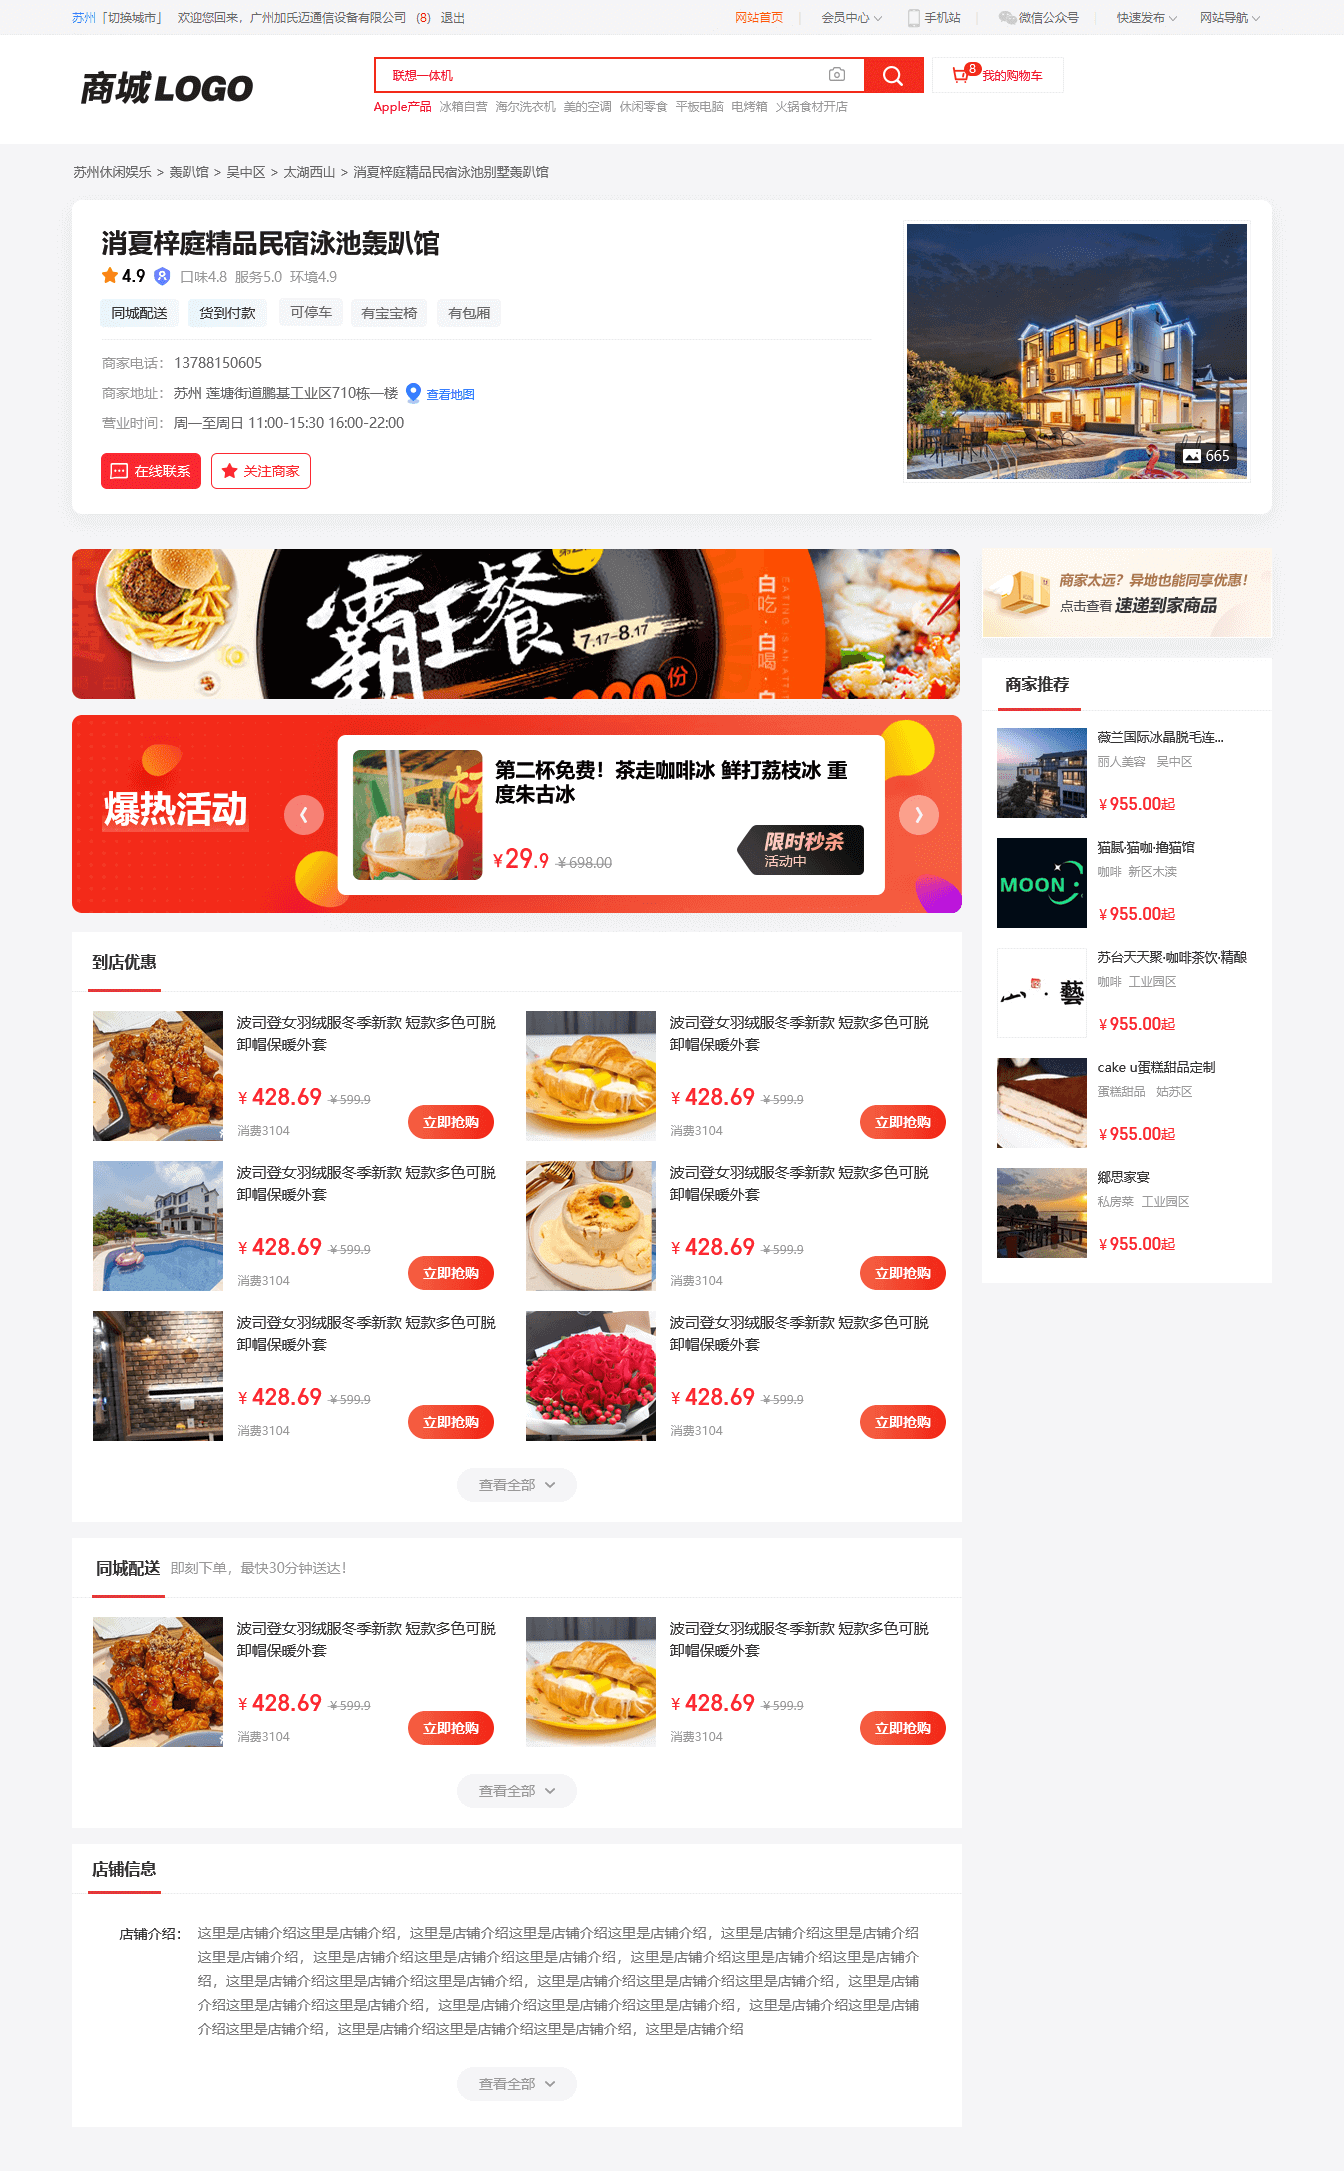 苏州「切换城市」 欢迎您回来，广州加氏迈通信设备有限公司 (8) 退出
网站首页 会员中心 手机站 微信公众号 快速发布 网站导航
商城LOGO
联想一体机
8
我的购物车
Apple产品 冰箱自营 海尔洗衣机 美的空调 休闲零食 平板电脑 电烤箱 火锅食材开店
苏州休闲娱乐 > 轰趴馆 > 吴中区 > 太湖西山 > 消夏梓庭精品民宿泳池别墅轰趴馆
消夏梓庭精品民宿泳池轰趴馆
4.9 口味4.8 服务5.0 环境4.9
同城配送 货到付款 可停车 有宝宝椅 有包厢
商家电话： 13788150605
商家地址： 苏州 莲塘街道鹏基工业区710栋一楼 查看地图
营业时间： 周一至周日 11:00-15:30 16:00-22:00
在线联系 关注商家
665
霸王餐
7.17-8.17
份
白吃·白喝·白
EATING IS AN ATTI
商家太远？异地也能同享优惠！
点击查看 速递到家商品
爆热活动
第二杯免费！茶走咖啡冰 鲜打荔枝冰 重
度朱古冰
¥29.9 ¥698.00
限时秒杀
活动中
商家推荐
薇兰国际冰晶脱毛连...
丽人美容 吴中区
¥955.00起
MOON
猫腻·猫咖·撸猫馆
咖啡 新区木渎
¥955.00起
藝
苏台天天聚·咖啡茶饮·精酿
咖啡 工业园区
¥955.00起
cake u蛋糕甜品定制
蛋糕甜品 姑苏区
¥955.00起
鄉思家宴
私房菜 工业园区
¥955.00起
到店优惠
波司登女羽绒服冬季新款 短款多色可脱
卸帽保暖外套
¥428.69 ¥599.9
消费3104
立即抢购
波司登女羽绒服冬季新款 短款多色可脱
卸帽保暖外套
¥428.69 ¥599.9
消费3104
立即抢购
波司登女羽绒服冬季新款 短款多色可脱
卸帽保暖外套
¥428.69 ¥599.9
消费3104
立即抢购
波司登女羽绒服冬季新款 短款多色可脱
卸帽保暖外套
¥428.69 ¥599.9
消费3104
立即抢购
波司登女羽绒服冬季新款 短款多色可脱
卸帽保暖外套
¥428.69 ¥599.9
消费3104
立即抢购
波司登女羽绒服冬季新款 短款多色可脱
卸帽保暖外套
¥428.69 ¥599.9
消费3104
立即抢购
查看全部
同城配送 即刻下单，最快30分钟送达！
波司登女羽绒服冬季新款 短款多色可脱
卸帽保暖外套
¥428.69 ¥599.9
消费3104
立即抢购
波司登女羽绒服冬季新款 短款多色可脱
卸帽保暖外套
¥428.69 ¥599.9
消费3104
立即抢购
查看全部
店铺信息
店铺介绍： 这里是店铺介绍这里是店铺介绍，这里是店铺介绍这里是店铺介绍这里是店铺介绍，这里是店铺介绍这里是店铺介绍
这里是店铺介绍，这里是店铺介绍这里是店铺介绍这里是店铺介绍，这里是店铺介绍这里是店铺介绍这里是店铺介
绍，这里是店铺介绍这里是店铺介绍这里是店铺介绍，这里是店铺介绍这里是店铺介绍这里是店铺介绍，这里是店铺
介绍这里是店铺介绍这里是店铺介绍，这里是店铺介绍这里是店铺介绍这里是店铺介绍，这里是店铺介绍这里是店铺
介绍这里是店铺介绍，这里是店铺介绍这里是店铺介绍这里是店铺介绍，这里是店铺介绍
查看全部